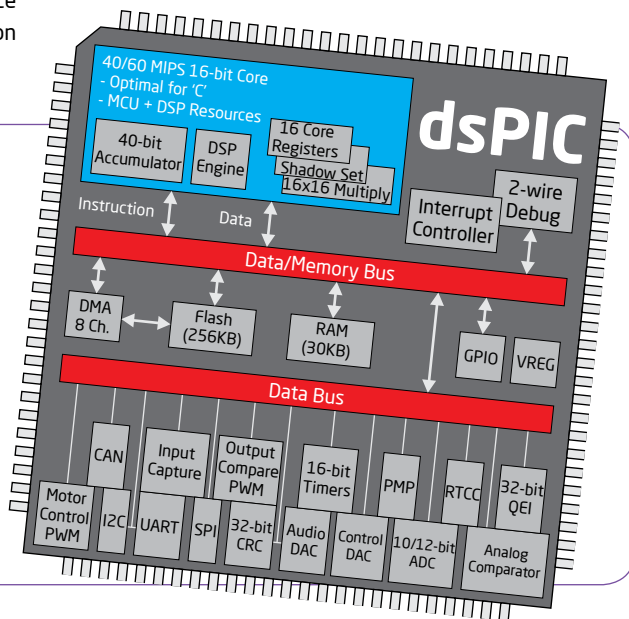 on
40/60 MIPS 16-bit Core
- Optimal for 'C'
- MCU + DSP Resources
40-bit
Accumulator
DSP
Engine
16 Core
Registers
Shadow Set
16x16 Multiply
dsPIC
Interrupt
Controller
2-wire
Debug
Instruction
Data
Data/Memory Bus
DMA
8 Ch.
Flash
(256KB)
RAM
(30KB)
GPIO
VREG
Data Bus
CAN
Input
Capture
Output
Compare
PWM
16-bit
Timers
PMP
RTCC
32-bit
QEI
Motor
Control
PWM
I2C
UART
SPI
32-bit
CRC
Audio
DAC
Control
DAC
10/12-bit
ADC
Analog
Comparator